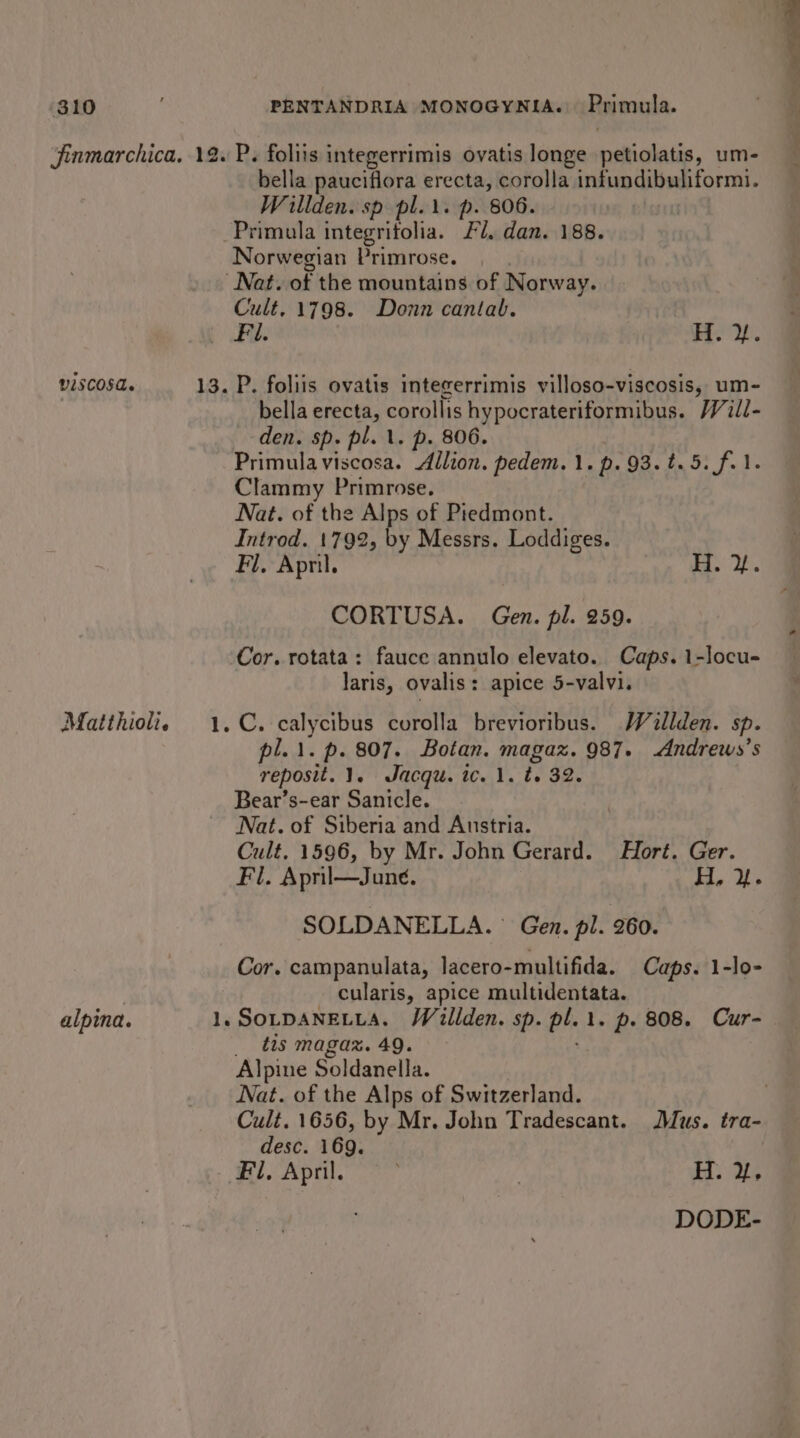 310 PENTANDRIA MONOGYNIA. Primula.
finmarchica. 12. P. foliis integerrimis ovatis longe petiolatis, um-
bella pauciflora erecta, corolla infundibuliformi.
Willden. sp pl. 1. p. 806.
Primula integrifolia. Fl. dan. 188.
Norwegian Primrose.
Nat. of the mountains of Norway.
Cult. 1798. Donn cantab.
Fl. H. ♃.
viscosa. 13. P. foliis ovatis integerrimis villoso-viscosis, um-
bella erecta, corollis hypocrateriformibus. Will-
den. sp. pl. 1. p. 806.
Primula viscosa. Allion. pedem. 1. p. 93. t. 5. f. 1.
Clammy Primrose.
Nat. of the Alps of Piedmont.
Introd. 1792, by Messrs. Loddiges.
Fl. April. H. ♃.
CORTUSA. Gen. pl. 259.
Cor. rotata : fauce annulo elevato. Caps. 1-locu-
laris, ovalis : apice 5-valvi.
Matthioli. 1. C. calycibus corolla brevioribus. Willden. sp.
pl. 1. p. 807. Botan. magaz. 987. Andrews's
reposit. 1. Jacqu. ic. 1. t. 32.
Bear's-ear Sanicle.
Nat. of Siberia and Austria.
Cult. 1596, by Mr. John Gerard. Hort. Ger.
Fl. April—June. H. ♃.
SOLDANELLA. Gen. pl. 260.
Cor. campanulata, lacero-multifida. Caps. 1-lo-
cularis, apice multidentata.
alpina. 1. SOLDANELLA. Willden. sp. pl. 1. p. 808. Cur-
tis magaz. 49.
Alpine Soldanella.
Nat. of the Alps of Switzerland.
Cult. 1656, by Mr. John Tradescant. Mus. tra-
desc. 169.
Fl. April. H. ♃.
DODE-